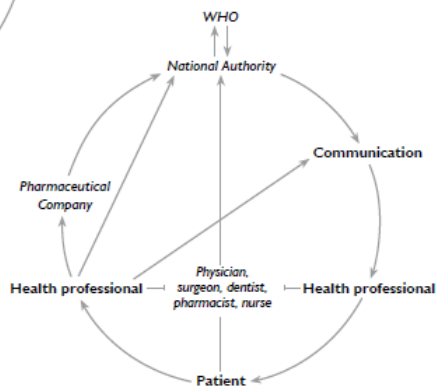 WHO
National Authority
Communication
Pharmaceutical
Company
Physician,
surgeon, dentist,
pharmacist, nurse
Health professional
Health professional
Patient